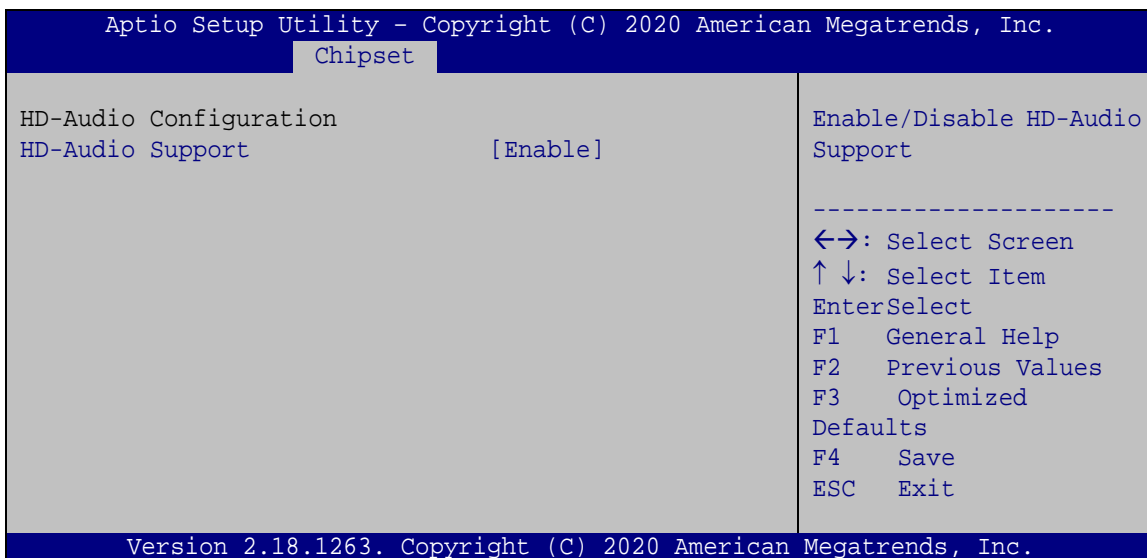 Aptio Setup Utility – Copyright (C) 2020 American Megatrends, Inc.
Chipset
HD-Audio Configuration
HD-Audio Support [Enable]
Enable/Disable HD-Audio
Support
---------------------
←→: Select Screen
↑ ↓: Select Item
EnterSelect
F1 General Help
F2 Previous Values
F3 Optimized
Defaults
F4 Save
ESC Exit
Version 2.18.1263. Copyright (C) 2020 American Megatrends, Inc.